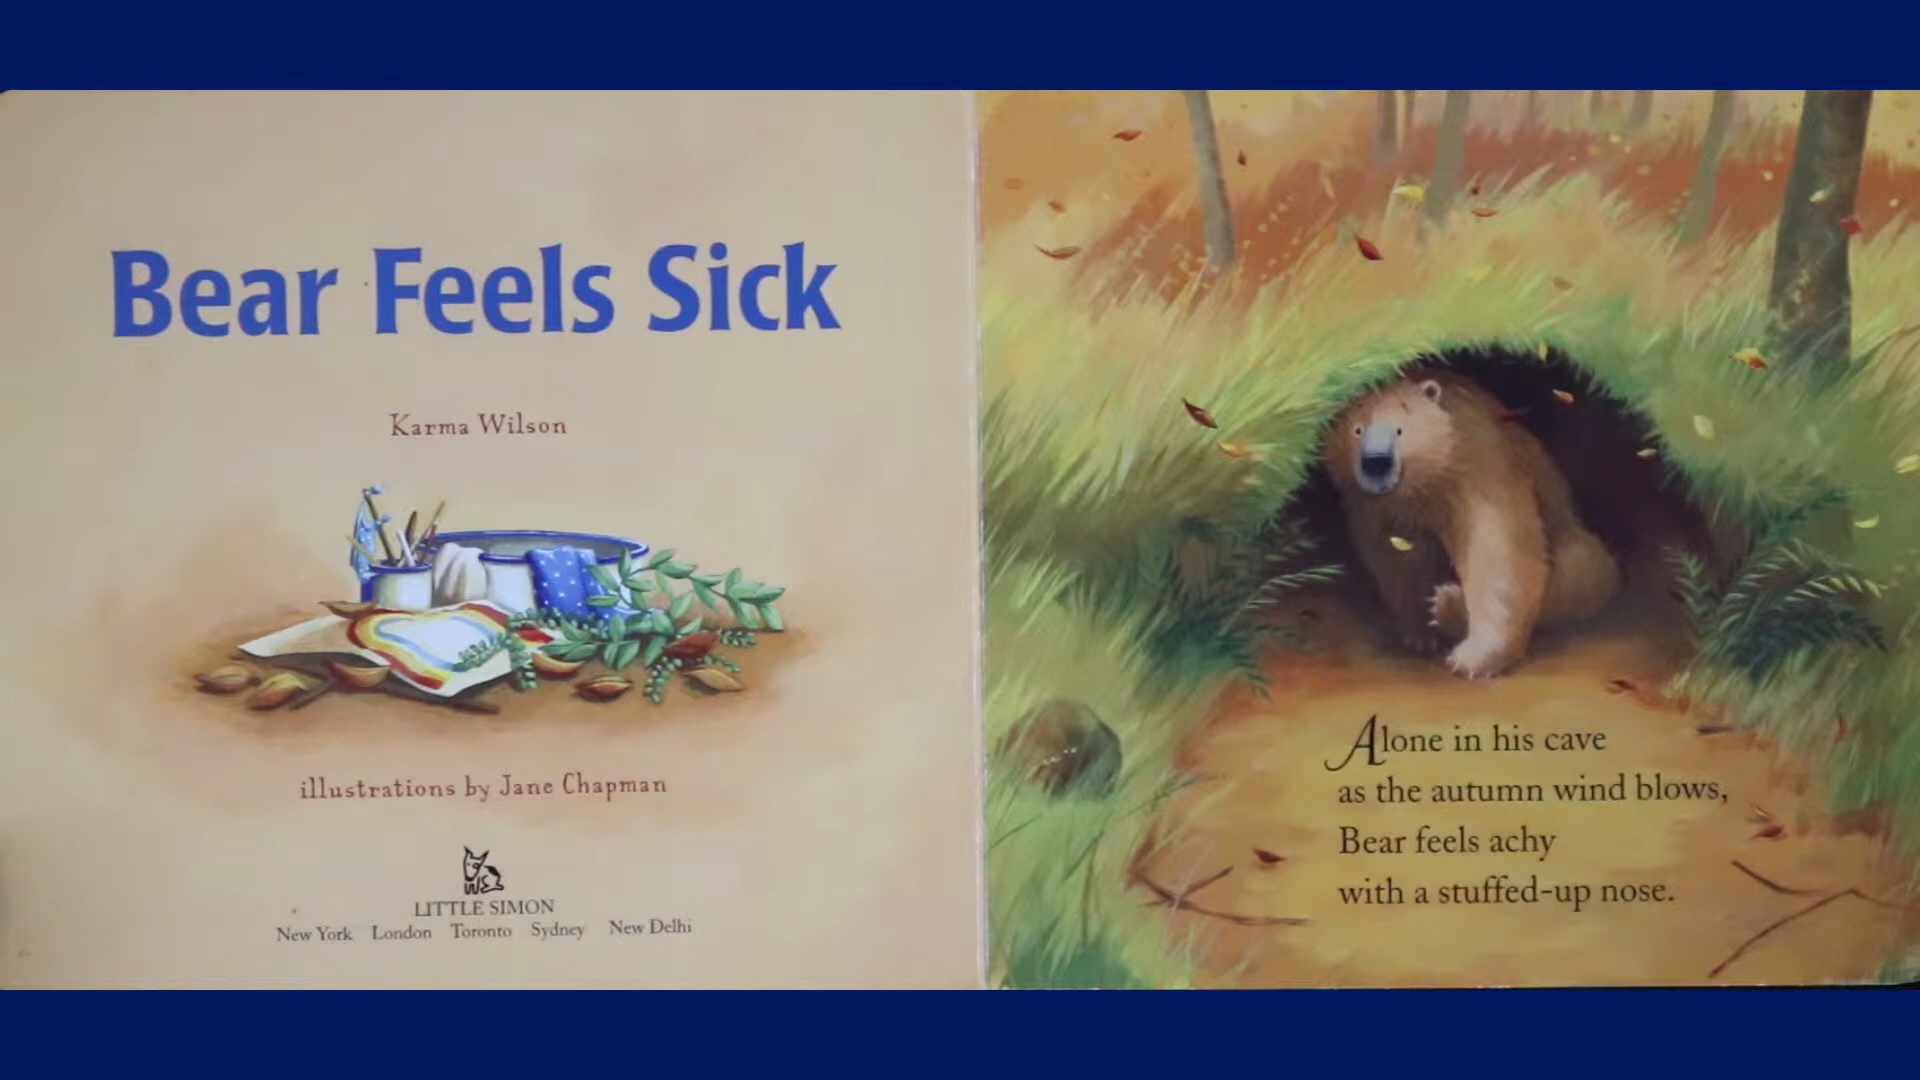 Bear Feels Sick
Karma Wilson
illustrations by Jane Chapman
LITTLE SIMON
New York London Toronto Sydney New Delhi
Alone in his cave
as the autumn wind blows,
Bear feels achy
with a stuffed-up nose.